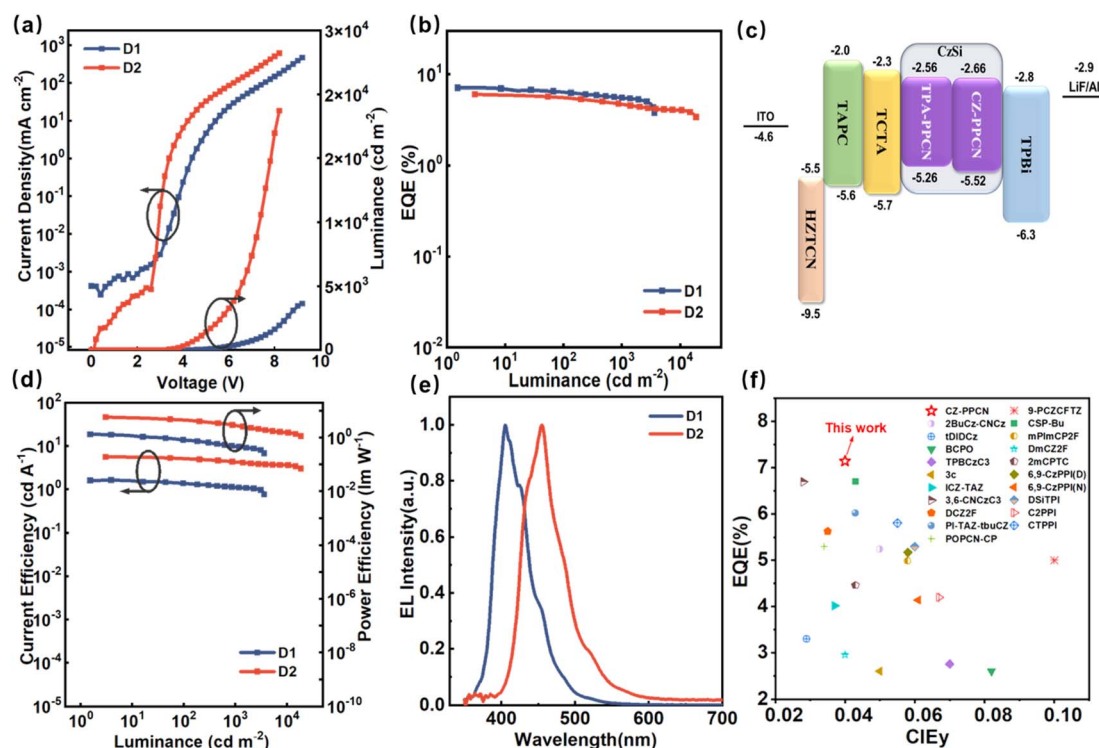 (a)
Current Density(mA cm-2)
10³
10²
10¹
10⁰
10⁻¹
10⁻²
10⁻³
10⁻⁴
10⁻⁵
D1
D2
3×10⁴
2×10⁴
2×10⁴
1×10⁴
5×10³
0
Luminance (cd m⁻²)
0 2 4 6 8 10
Voltage (V)
(b)
EQE (%)
10¹
10⁰
10⁻¹
10⁻²
D1
D2
10⁰ 10¹ 10² 10³ 10⁴
Luminance (cd m⁻²)
(c)
ITO
-4.6
-5.5
HZTCN
-9.5
-2.0
TAPC
-5.6
-2.3
TCTA
-5.7
CzSi
-2.56
TPA-PPCN
-5.26
-2.66
CZ-PPCN
-5.52
-2.8
TPBi
-6.3
-2.9
LiF/Al
(d)
Current Efficiency (cd A⁻¹)
10²
10¹
10⁰
10⁻¹
10⁻²
10⁻³
10⁻⁴
10⁻⁵
D1
D2
10²
10⁰
10⁻²
10⁻⁴
10⁻⁶
10⁻⁸
10⁻¹⁰
Power Efficiency (lm W⁻¹)
10⁰ 10¹ 10² 10³ 10⁴
Luminance (cd m⁻²)
(e)
EL Intensity(a.u.)
1.0
0.8
0.6
0.4
0.2
0.0
D1
D2
400 500 600 700
Wavelength(nm)
(f)
EQE(%)
9
8
7
6
5
4
3
2
This work
CZ-PPCN
2BuCz-CNCz
tDIDCz
BCPO
TPBCzC3
3c
ICZ-TAZ
3,6-CNCzC3
DCZ2F
PI-TAZ-tbuCZ
POPCN-CP
9-PCZCFTZ
CSP-Bu
mPImCP2F
DmCZ2F
2mCPTC
6,9-CzPPI(D)
6,9-CzPPI(N)
DSiTPI
C2PPI
CTPPI
0.02 0.04 0.06 0.08 0.10
CIEy